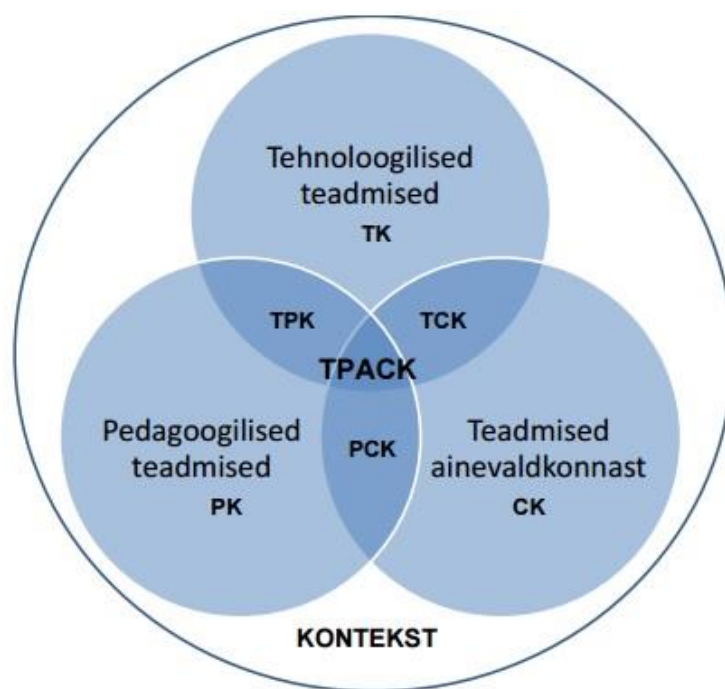 Tehnoloogilised
teadmised
TK
TPK
TCK
TPACK
Pedagoogilised
teadmised
PK
PCK
Teadmised
ainevaldkonnast
CK
KONTEKST